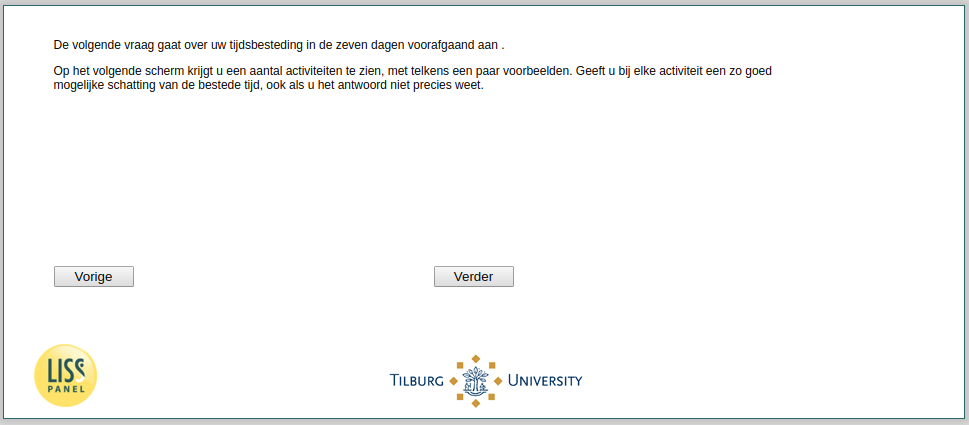 De volgende vraag gaat over uw tijdsbesteding in de zeven dagen voorafgaand aan .
Op het volgende scherm krijgt u een aantal activiteiten te zien, met telkens een paar voorbeelden. Geeft u bij elke activiteit een zo goed
mogelijke schatting van de bestede tijd, ook als u het antwoord niet precies weet.
Vorige
Verder
LISS
PANEL
TILBURG UNIVERSITY